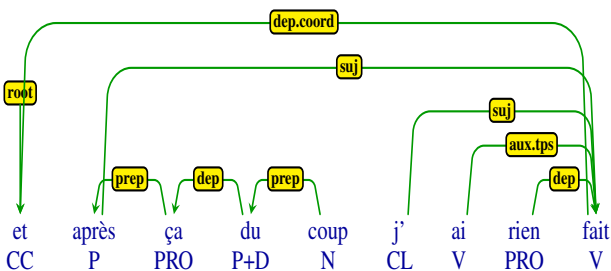 dep.coord
suj
root
suj
aux.tps
prep dep prep dep
et après ça du coup j' ai rien fait
CC P PRO P+D N CL V PRO V